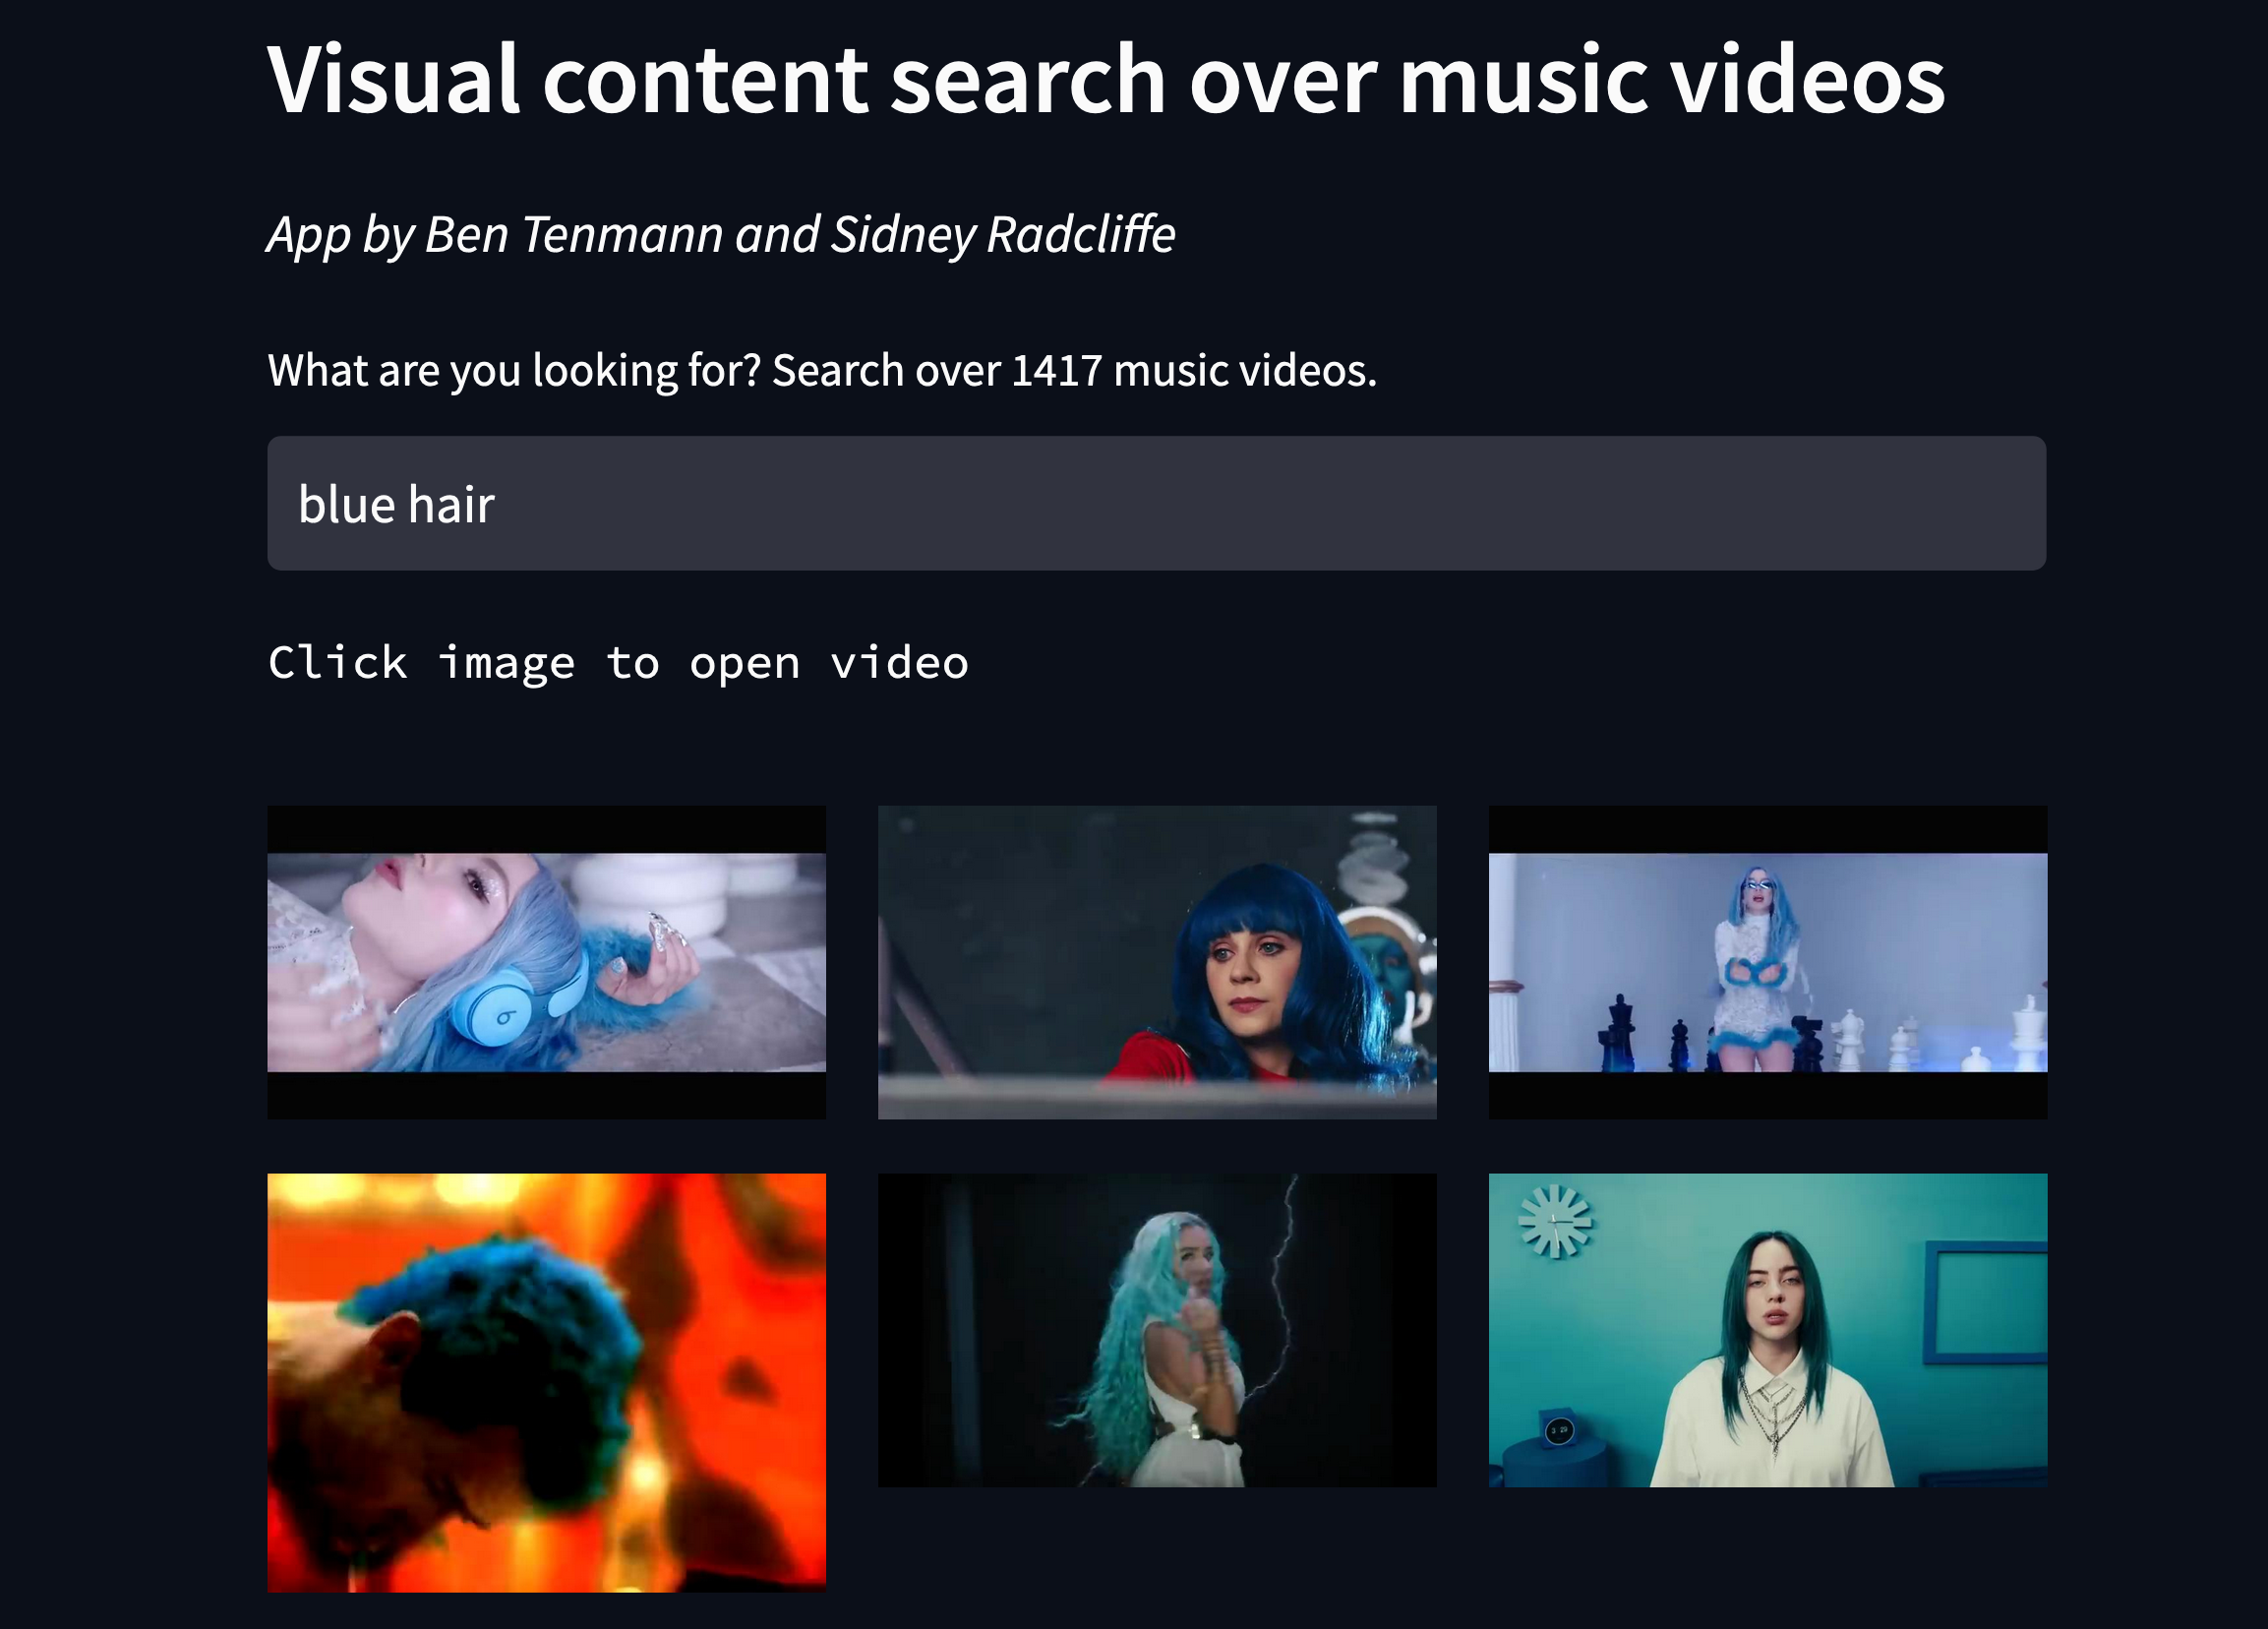 Visual content search over music videos
App by Ben Tenmann and Sidney Radcliffe
What are you looking for? Search over 1417 music videos.
blue hair
Click image to open video